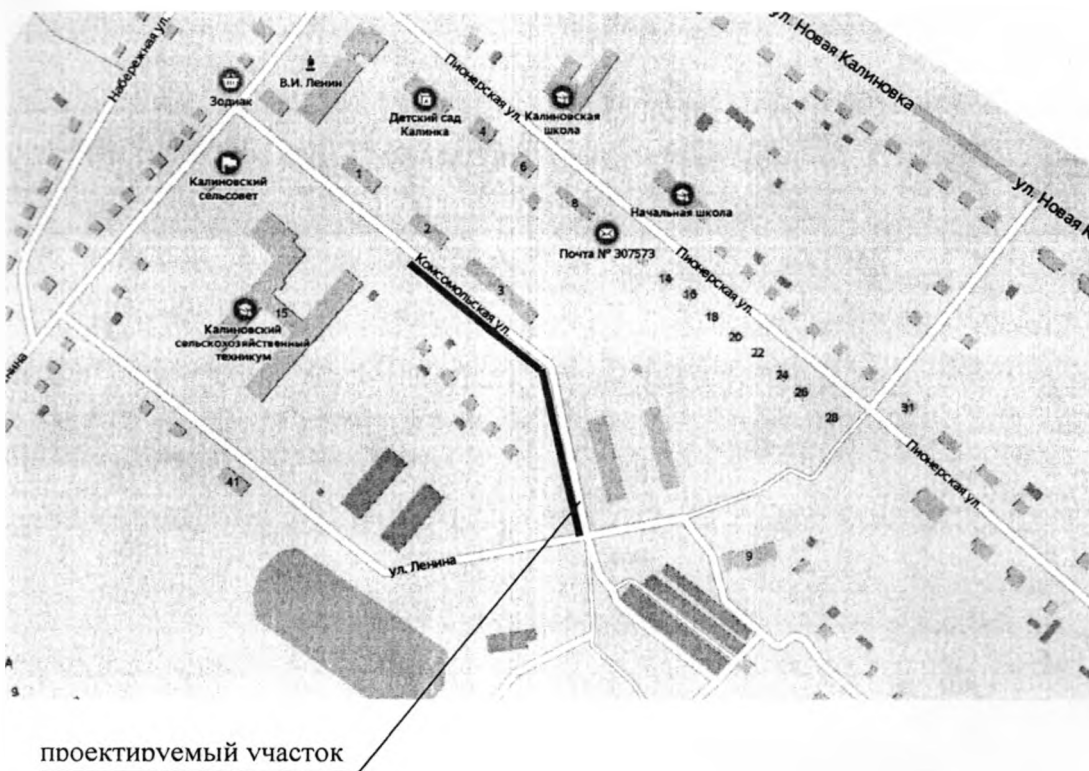 Набережная ул.
ул. Новая Калиновка
В.И. Ленин
Зодиак
Пионерская ул.
Детский сад
Калинка
4
Калиновская
школа
6
Калиновский
сельсовет
1
8
Начальная школа
ул. Новая К
2
Почта № 307573
Комсомольская ул.
3
Пионерская ул.
14
16
15
18
Калиновский
сельскохозяйственный
техникум
20
22
24
26
28
31
Пионерская ул.
41
ул. Ленина
9
проектируемый участок